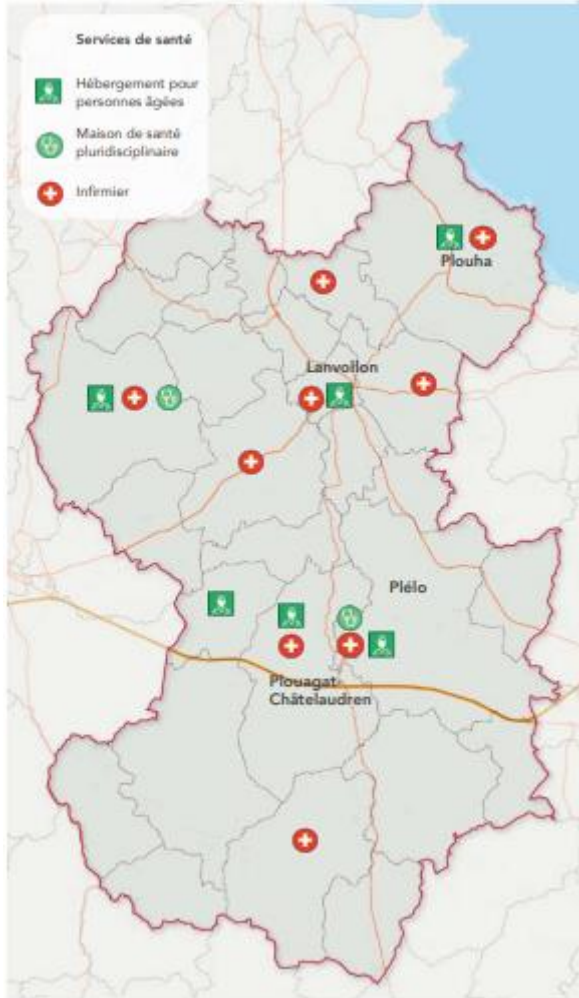 Services de santé
Hébergement pour
personnes âgées
Maison de santé
pluridisciplinaire
Infirmier
Plouha
Lanvollon
Plélo
Plouagat-
Châtelaudren